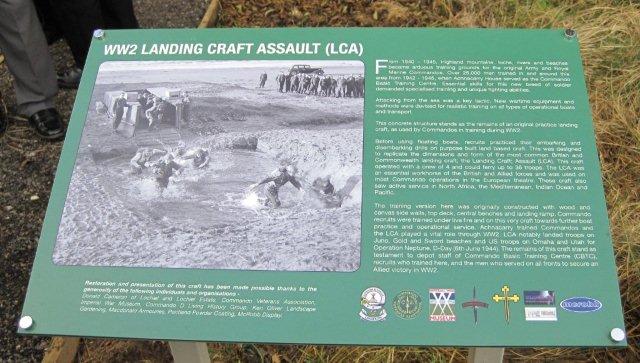 WW2 LANDING CRAFT ASSAULT (LCA)
From 1940 - 1945, Highland mountains, lochs, rivers and beaches
became arduous training grounds for the original Army and Royal
Marine Commandos. Over 25,000 men trained in and around this
area from 1942 - 1945, when Achnacarry House served as the Commando
Basic Training Centre. Essential skills for this new breed of soldier
demanded specialised training and unique fighting abilities.
Attacking from the sea was a key tactic. New wartime equipment and
methods were devised for realistic training on all types of operational boats
and transport.
This concrete structure stands as the remains of an original practice landing
craft, as used by Commandos in training during WW2.
Before using floating boats, recruits practiced their embarking and
disembarking drills on purpose built land based craft. This was designed
to replicate the dimensions and form of the most common British and
Commonwealth landing craft, the Landing Craft: Assault (LCA). This craft
operated with a crew of 4 and could ferry up to 36 troops. The LCA was
an essential workhorse of the British and Allied forces and was used on
most Commando operations in the European theatre. These craft also
saw active service in North Africa, the Mediterranean, Indian Ocean and
Pacific.
The training version here was originally constructed with wood and
canvas side walls, top deck, central benches and landing ramp. Commando
recruits were trained under live fire and on this very craft towards further boat
practice and operational service. Achnacarry trained Commandos and
the LCA played a vital role through WW2. LCA notably landed troops on
Juno, Gold and Sword beaches and US troops on Omaha and Utah for
Operation Neptune, D-Day (6th June 1944). The remains of this craft stand as
testament to depot staff of Commando Basic Training Centre (CBTC),
recruits who trained here, and the men who served on all fronts to secure an
Allied victory in WW2.
Restoration and presentation of this craft has been made possible thanks to the
generosity of the following individuals and organisations :
Donald Cameron of Lochiel and Lochiel Estate, Commando Veterans Association,
Imperial War Museum, Commando D Living History Group, Ken Oliver Landscape
Gardening, Macdonald Armouries, Portland Powder Coating, McRobb Display.
MUSEUM
mcrobb